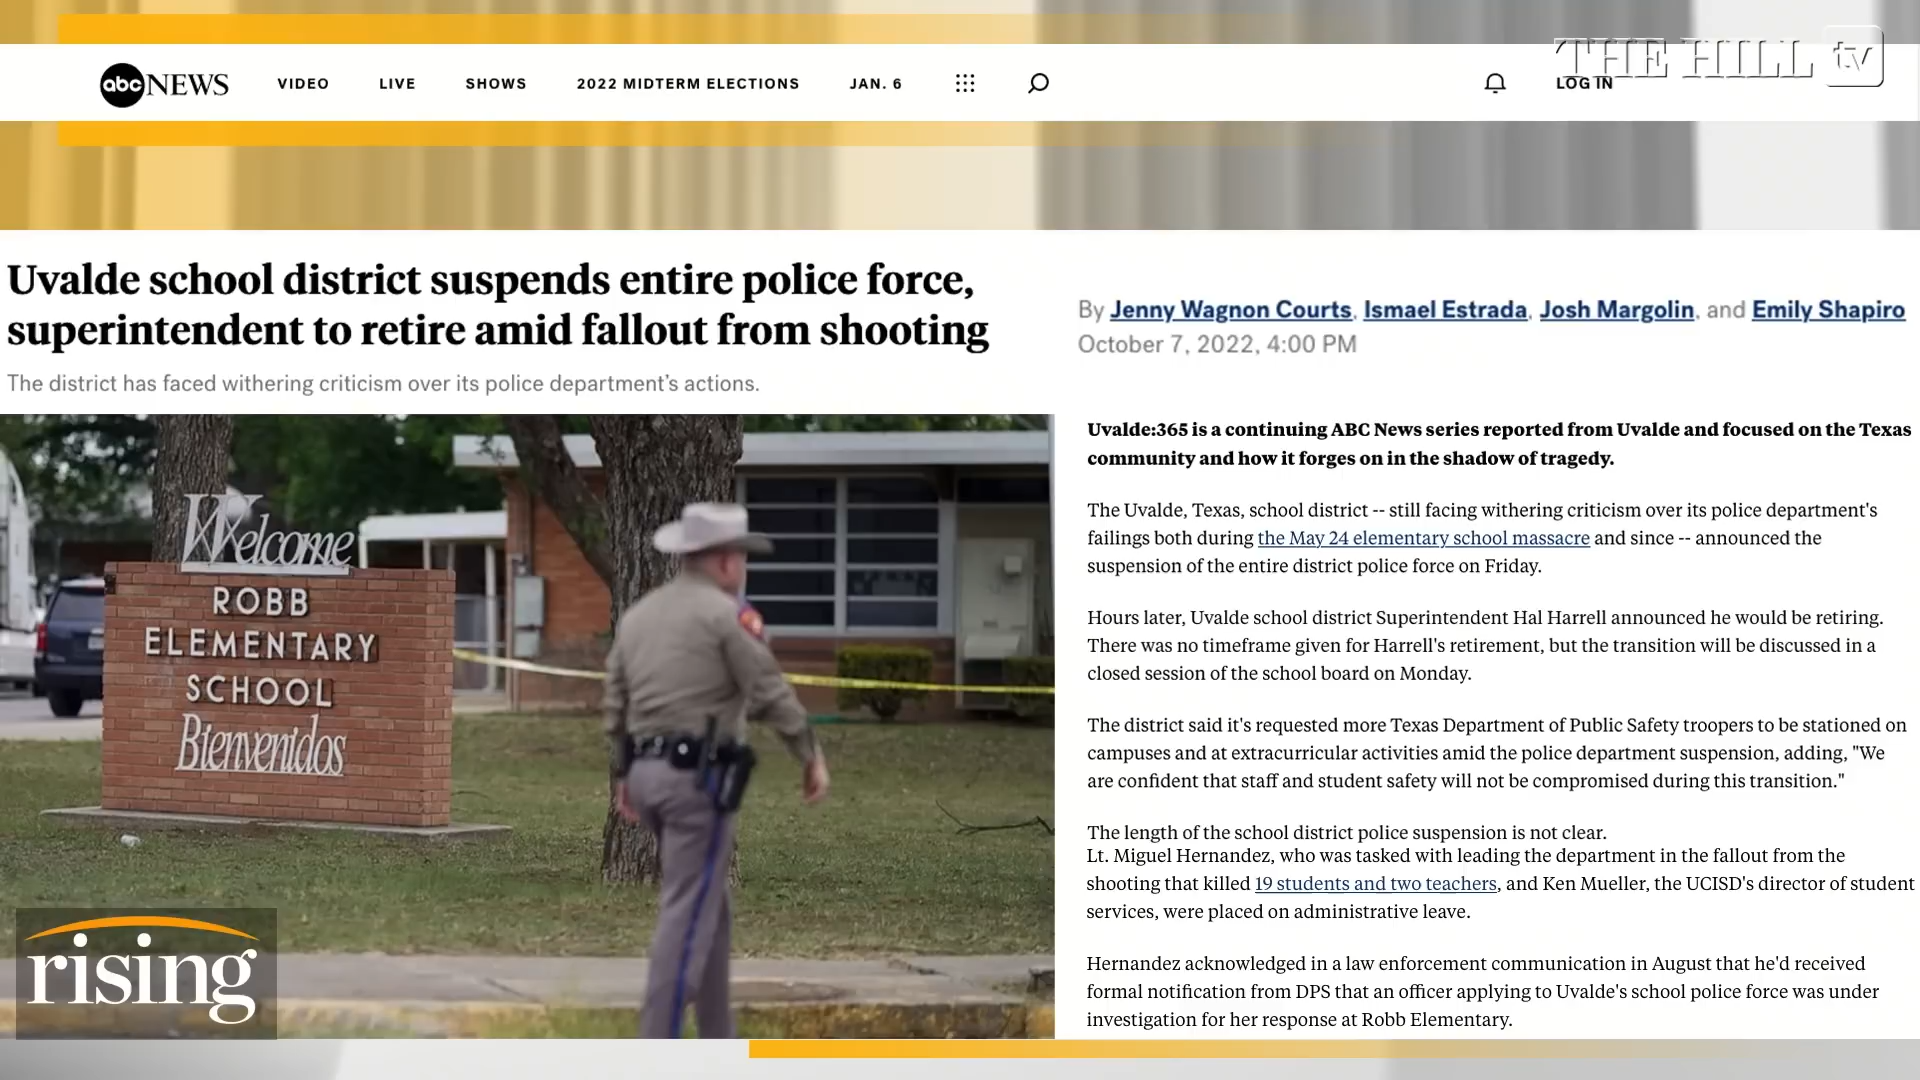 abc NEWS VIDEO LIVE SHOWS 2022 MIDTERM ELECTIONS JAN. 6 LOG IN
THE HILL tv
Uvalde school district suspends entire police force,
superintendent to retire amid fallout from shooting
The district has faced withering criticism over its police department's actions.
By Jenny Wagnon Courts, Ismael Estrada, Josh Margolin, and Emily Shapiro
October 7, 2022, 4:00 PM
Welcome
ROBB
ELEMENTARY
SCHOOL
Bienvenidos
rising
Uvalde:365 is a continuing ABC News series reported from Uvalde and focused on the Texas
community and how it forges on in the shadow of tragedy.
The Uvalde, Texas, school district -- still facing withering criticism over its police department's
failings both during the May 24 elementary school massacre and since -- announced the
suspension of the entire district police force on Friday.
Hours later, Uvalde school district Superintendent Hal Harrell announced he would be retiring.
There was no timeframe given for Harrell's retirement, but the transition will be discussed in a
closed session of the school board on Monday.
The district said it's requested more Texas Department of Public Safety troopers to be stationed on
campuses and at extracurricular activities amid the police department suspension, adding, "We
are confident that staff and student safety will not be compromised during this transition."
The length of the school district police suspension is not clear.
Lt. Miguel Hernandez, who was tasked with leading the department in the fallout from the
shooting that killed 19 students and two teachers, and Ken Mueller, the UCISD's director of student
services, were placed on administrative leave.
Hernandez acknowledged in a law enforcement communication in August that he'd received
formal notification from DPS that an officer applying to Uvalde's school police force was under
investigation for her response at Robb Elementary.